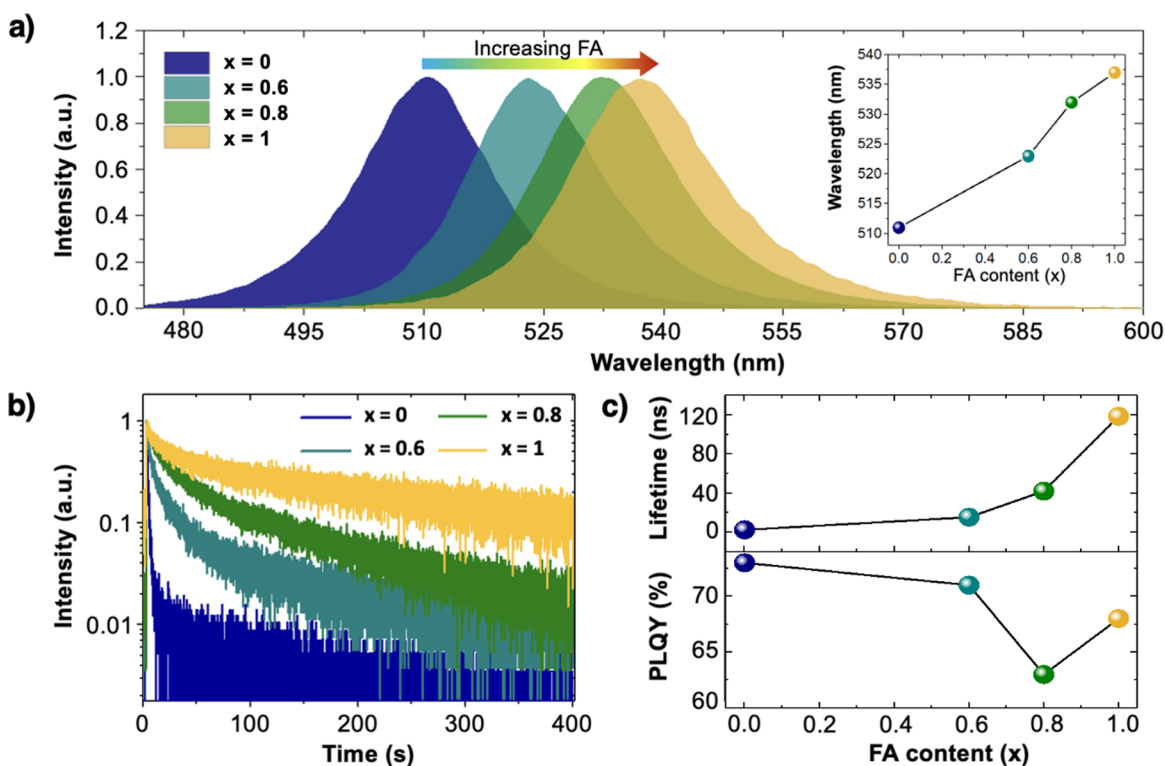 a)
Intensity (a.u.)
1.2
1.0
0.8
0.6
0.4
0.2
0.0
x = 0
x = 0.6
x = 0.8
x = 1
Increasing FA
480 495 510 525 540 555 570 585 600
Wavelength (nm)
Wavelength (nm)
540
535
530
525
520
515
510
0.0 0.2 0.4 0.6 0.8 1.0
FA content (x)
b)
Intensity (a.u.)
1
0.1
0.01
x = 0 x = 0.8
x = 0.6 x = 1
0 100 200 300 400
Time (s)
c)
Lifetime (ns)
120
80
40
0
PLQY (%)
70
65
60
0.0 0.2 0.4 0.6 0.8 1.0
FA content (x)